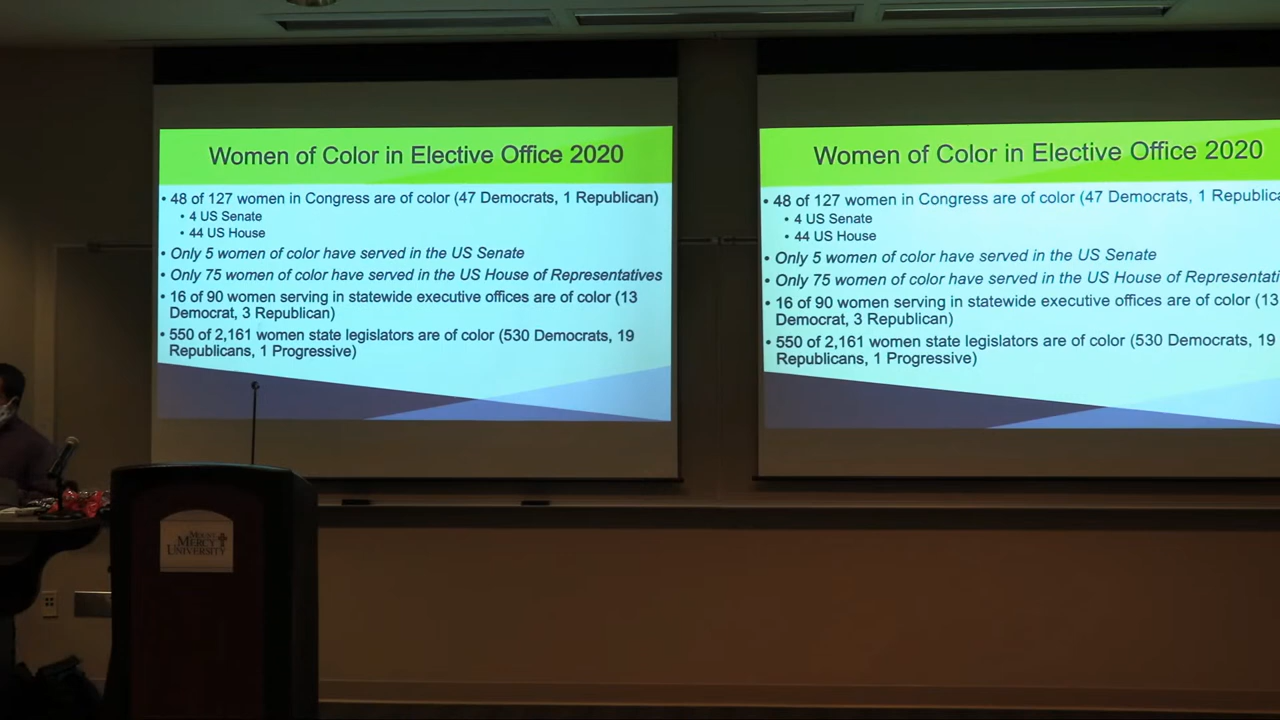 Women of Color in Elective Office 2020
• 48 of 127 women in Congress are of color (47 Democrats, 1 Republican)
• 4 US Senate
• 44 US House
• Only 5 women of color have served in the US Senate
• Only 75 women of color have served in the US House of Representatives
• 16 of 90 women serving in statewide executive offices are of color (13
Democrat, 3 Republican)
• 550 of 2,161 women state legislators are of color (530 Democrats, 19
Republicans, 1 Progressive)
Women of Color in Elective Office 2020
• 48 of 127 women in Congress are of color (47 Democrats, 1 Republica
• 4 US Senate
• 44 US House
• Only 5 women of color have served in the US Senate
• Only 75 women of color have served in the US House of Representati
• 16 of 90 women serving in statewide executive offices are of color (13
Democrat, 3 Republican)
• 550 of 2,161 women state legislators are of color (530 Democrats, 19
Republicans, 1 Progressive)
MOUNT
MERCY
UNIVERSITY